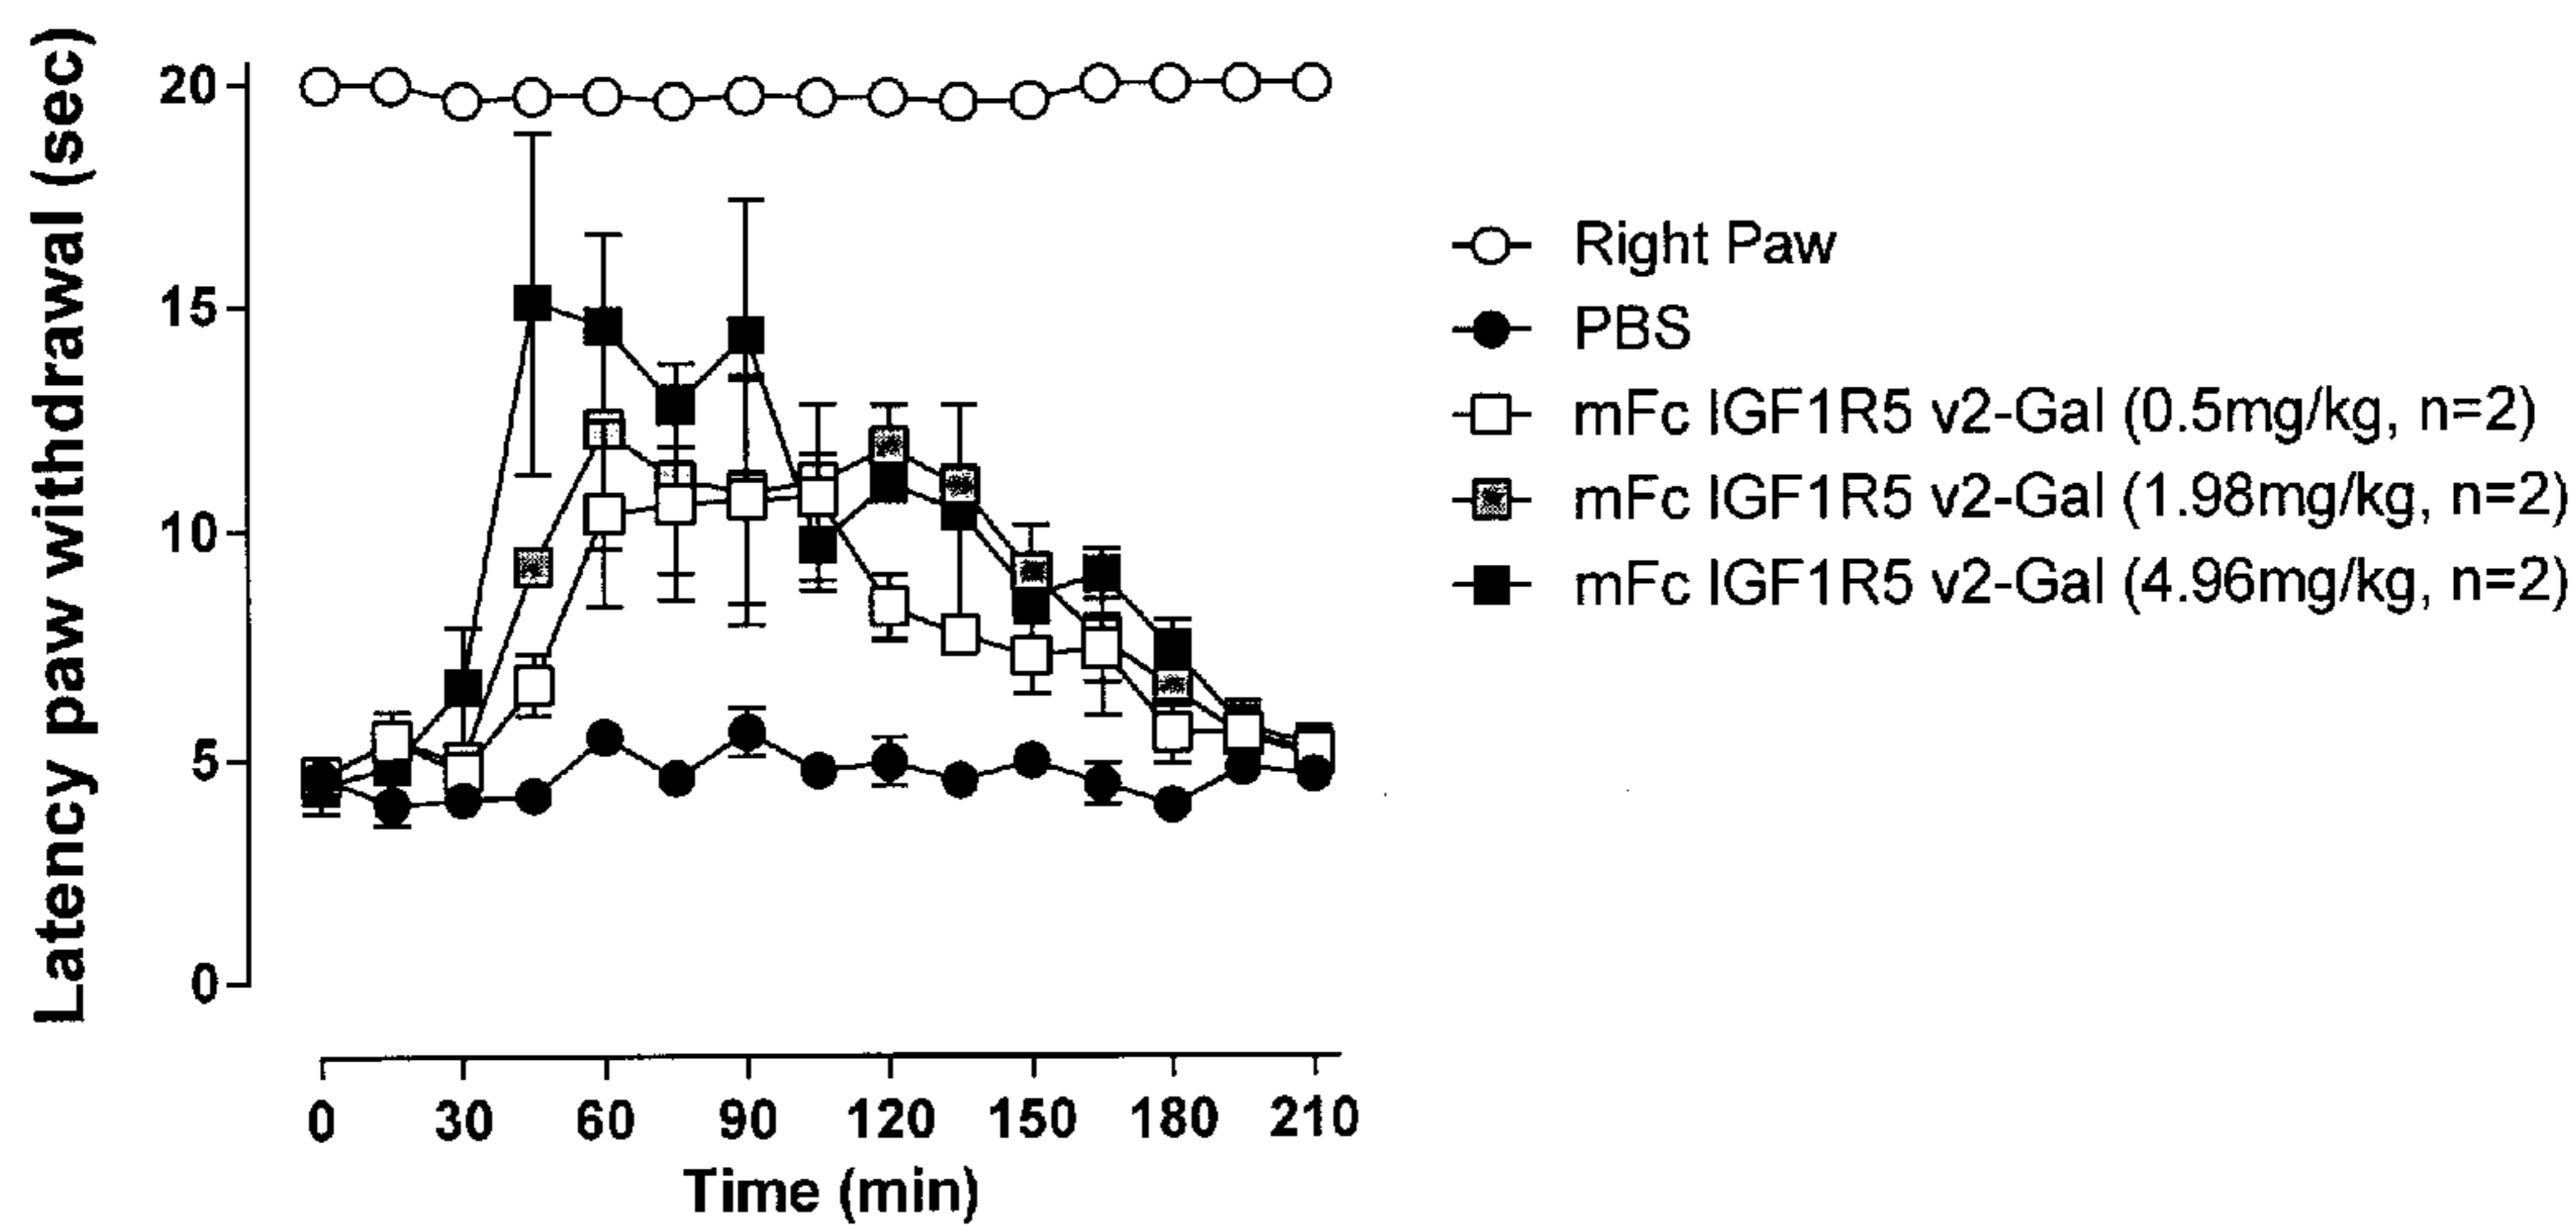 Latency paw withdrawal (sec)
20
15
10
5
0
0 30 60 90 120 150 180 210
Time (min)
Right Paw
PBS
mFc IGF1R5 v2-Gal (0.5mg/kg, n=2)
mFc IGF1R5 v2-Gal (1.98mg/kg, n=2)
mFc IGF1R5 v2-Gal (4.96mg/kg, n=2)